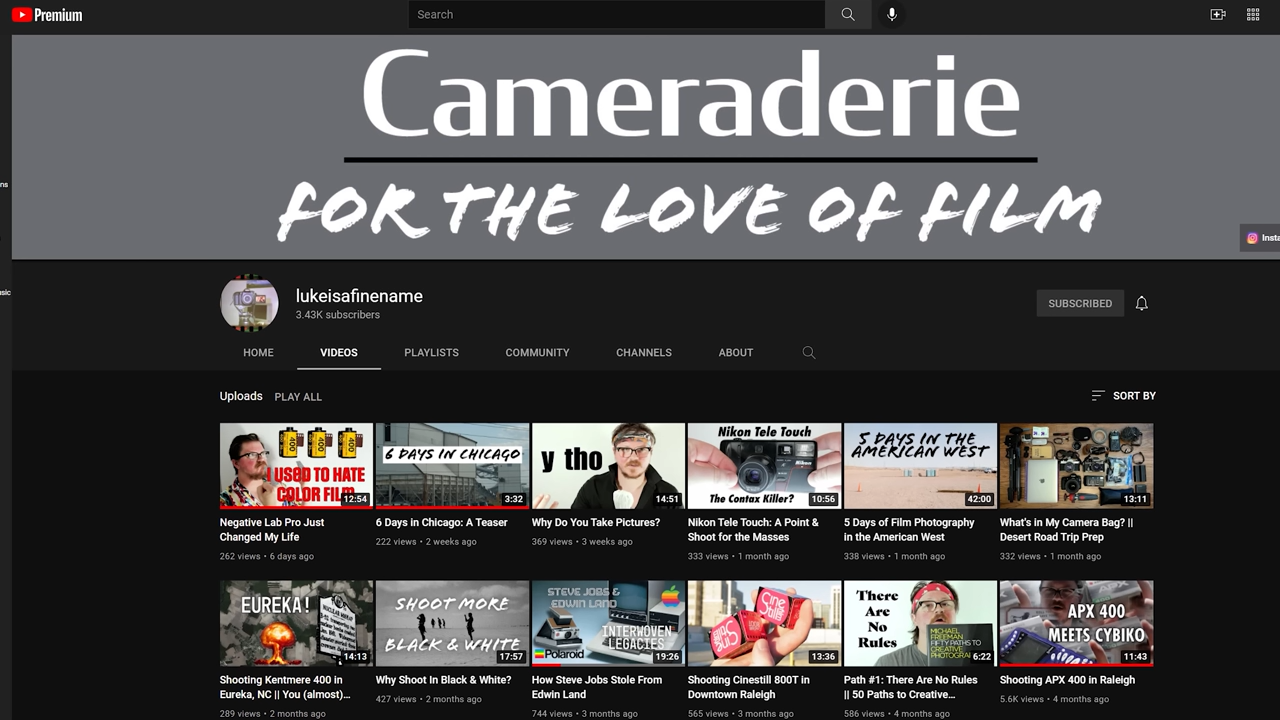 Premium
Search
Cameraderie
FOR THE LOVE OF FILM
ns
Insta
sic
lukeisafinename
3.43K subscribers
SUBSCRIBED
HOME VIDEOS PLAYLISTS COMMUNITY CHANNELS ABOUT
Uploads PLAY ALL SORT BY
I USED TO HATE
COLOR FILM
12:54
6 DAYS IN CHICAGO
3:32
y tho
14:51
Nikon Tele Touch
The Contax Killer?
10:56
5 DAYS IN THE
AMERICAN WEST
42:00
13:11
Negative Lab Pro Just
Changed My Life
262 views • 6 days ago
6 Days in Chicago: A Teaser
222 views • 2 weeks ago
Why Do You Take Pictures?
369 views • 3 weeks ago
Nikon Tele Touch: A Point &
Shoot for the Masses
333 views • 1 month ago
5 Days of Film Photography
in the American West
338 views • 1 month ago
What's in My Camera Bag? ||
Desert Road Trip Prep
332 views • 1 month ago
EUREKA!
14:13
SHOOT MORE
BLACK & WHITE
17:57
STEVE JOBS &
EDWIN LAND
INTERWOVEN
LEGACIES
Polaroid
19:26
CineStill
13:36
There
Are
No
Rules
MICHAEL
FREEMAN
FIFTY PATHS TO
CREATIVE
PHOTOGRA
6:22
APX 400
MEETS CYBIKO
11:43
Shooting Kentmere 400 in
Eureka, NC || You (almost)...
289 views • 2 months ago
Why Shoot In Black & White?
427 views • 2 months ago
How Steve Jobs Stole From
Edwin Land
744 views • 3 months ago
Shooting Cinestill 800T in
Downtown Raleigh
565 views • 3 months ago
Path #1: There Are No Rules
|| 50 Paths to Creative...
586 views • 4 months ago
Shooting APX 400 in Raleigh
5.6K views • 4 months ago